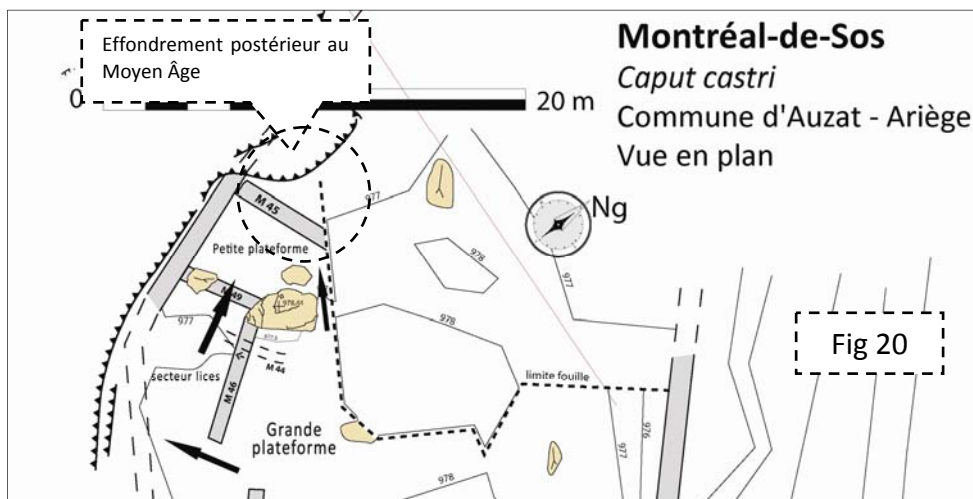 Effondrement postérieur au
Moyen Âge
Montréal-de-Sos
Caput castri
Commune d'Auzat - Ariège
Vue en plan
0
20 m
Ng
M 45
977
978
977
Petite plateforme
M 49
978
977
M 44
secteur lices
M 46
limite fouille
Fig 20
Grande
plateforme
977
976
978